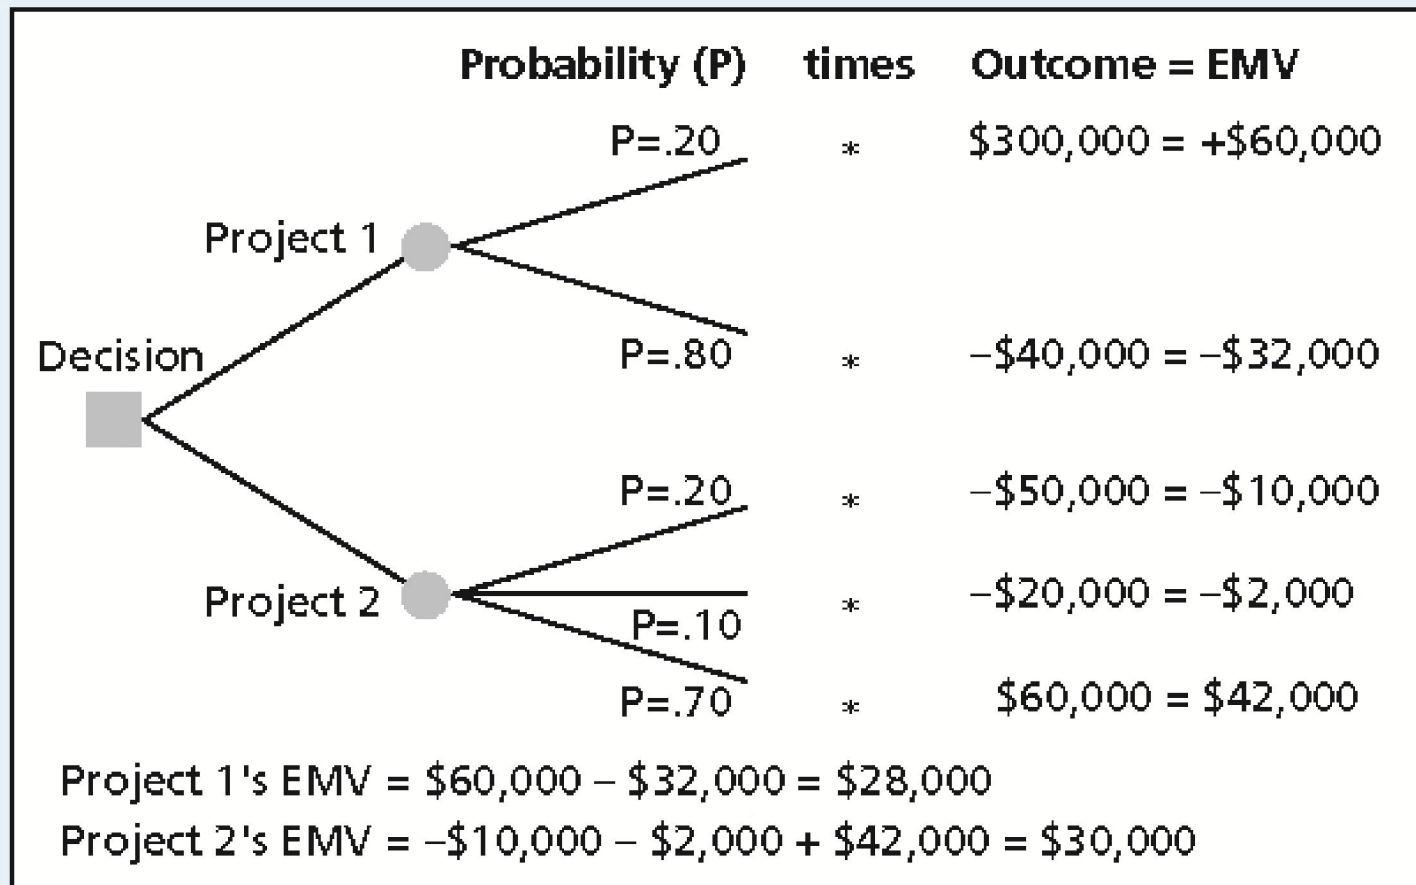 Probability (P) times Outcome = EMV
P=.20 * $300,000 = +$60,000
Project 1
P=.80 * –$40,000 = –$32,000
Decision
P=.20 * –$50,000 = –$10,000
Project 2
P=.10 * –$20,000 = –$2,000
P=.70 * $60,000 = $42,000
Project 1's EMV = $60,000 – $32,000 = $28,000
Project 2's EMV = –$10,000 – $2,000 + $42,000 = $30,000